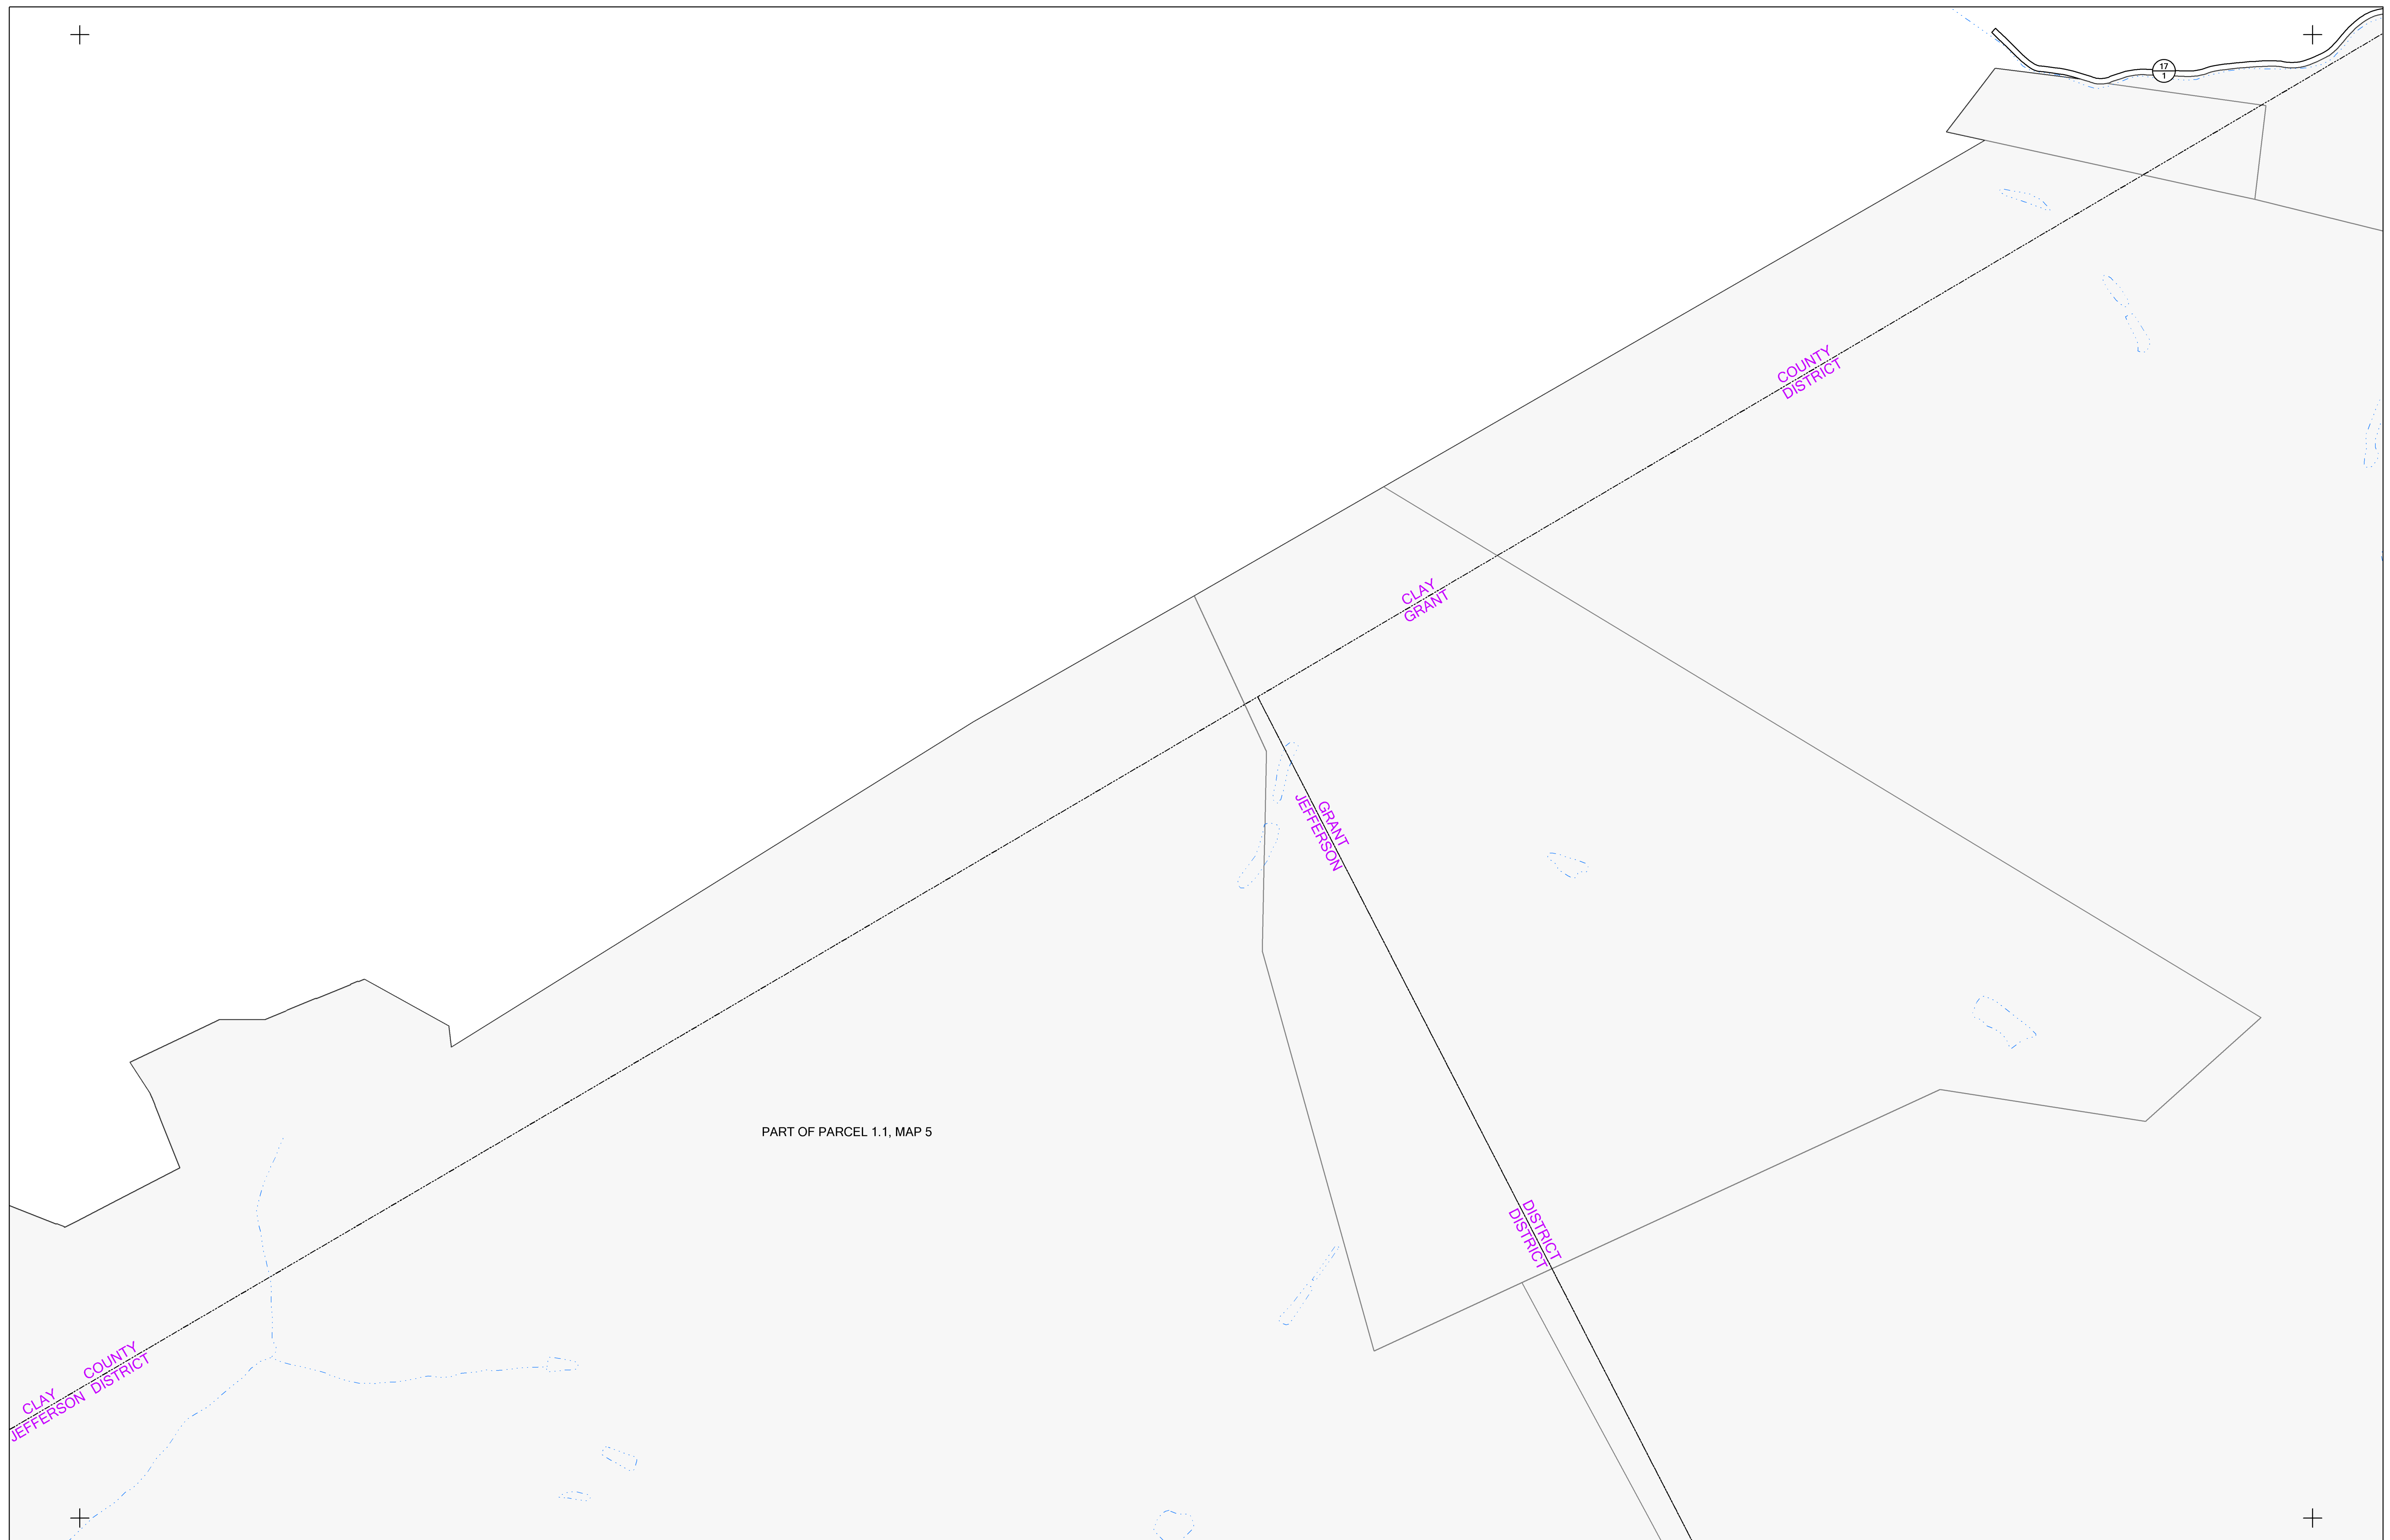 17
1
COUNTY
DISTRICT
CLAY
GRANT
GRANT
JEFFERSON
PART OF PARCEL 1.1, MAP 5
DISTRICT
DISTRICT
CLAY COUNTY
JEFFERSON DISTRICT